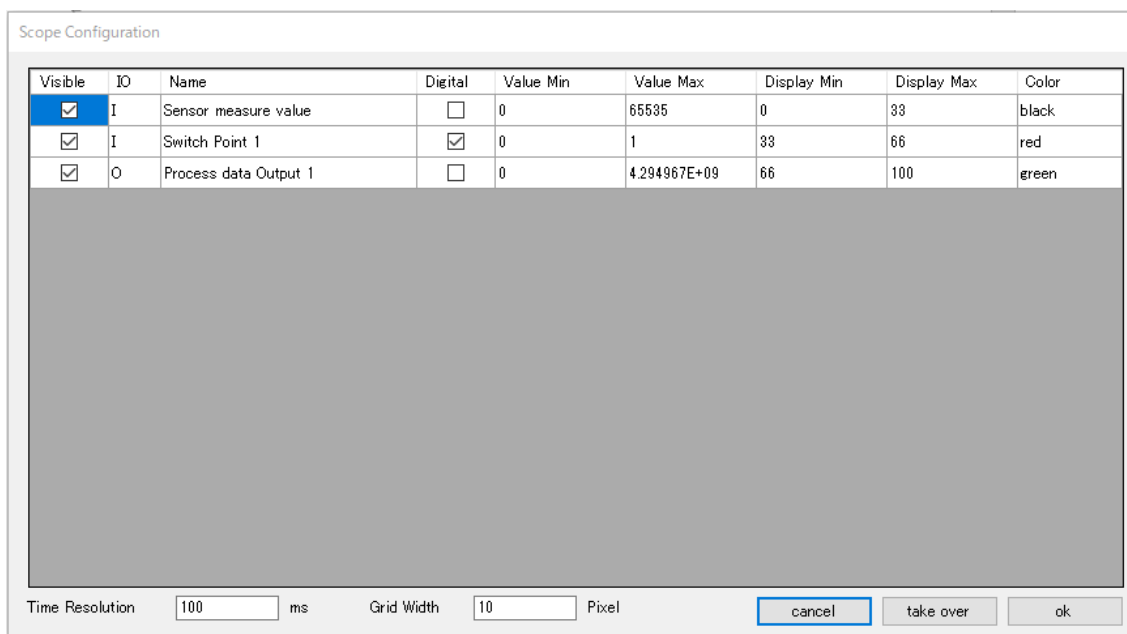 Scope Configuration
Visible IO Name Digital Value Min Value Max Display Min Display Max Color
I Sensor measure value 0 65535 0 33 black
I Switch Point 1 0 1 33 66 red
O Process data Output 1 0 4.294967E+09 66 100 green
Time Resolution 100 ms Grid Width 10 Pixel cancel take over ok